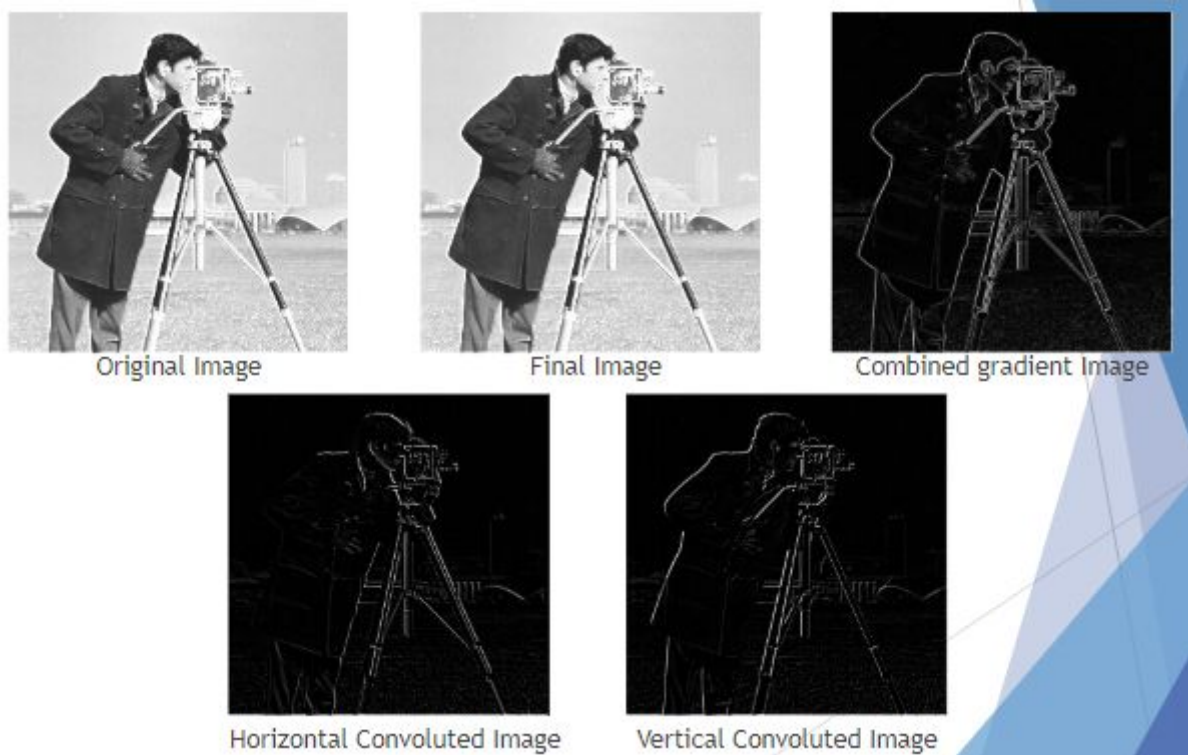 Original Image
Final Image
Combined gradient Image
Horizontal Convoluted Image
Vertical Convoluted Image